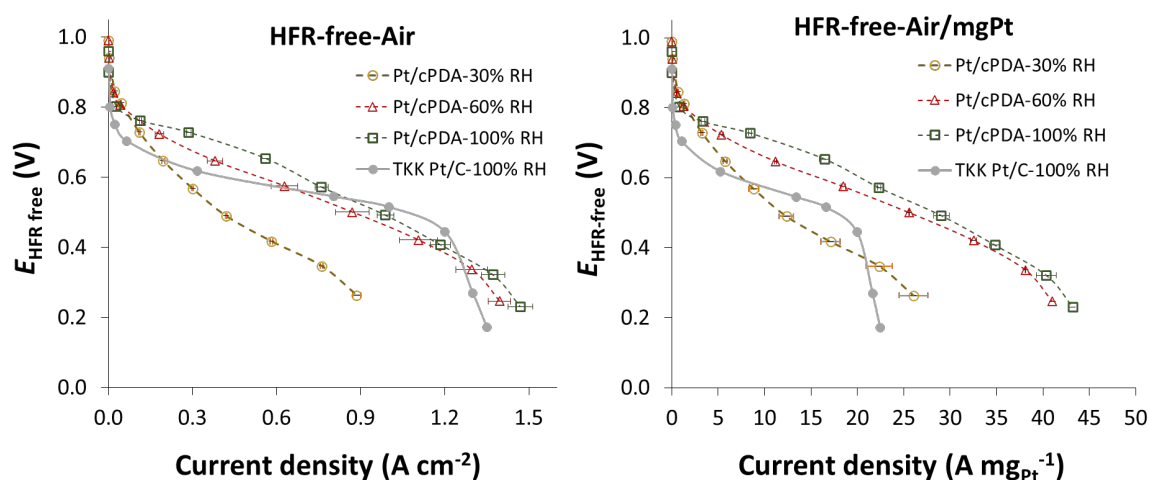 HFR-free-Air
Pt/cPDA-30% RH
Pt/cPDA-60% RH
Pt/cPDA-100% RH
TKK Pt/C-100% RH
1.0
0.8
0.6
0.4
0.2
0.0
E_HFR free (V)
0.0 0.3 0.6 0.9 1.2 1.5
Current density (A cm⁻²)
HFR-free-Air/mgPt
Pt/cPDA-30% RH
Pt/cPDA-60% RH
Pt/cPDA-100% RH
TKK Pt/C-100% RH
1.0
0.8
0.6
0.4
0.2
0.0
E_HFR-free (V)
0 5 10 15 20 25 30 35 40 45 50
Current density (A mg_Pt⁻¹)